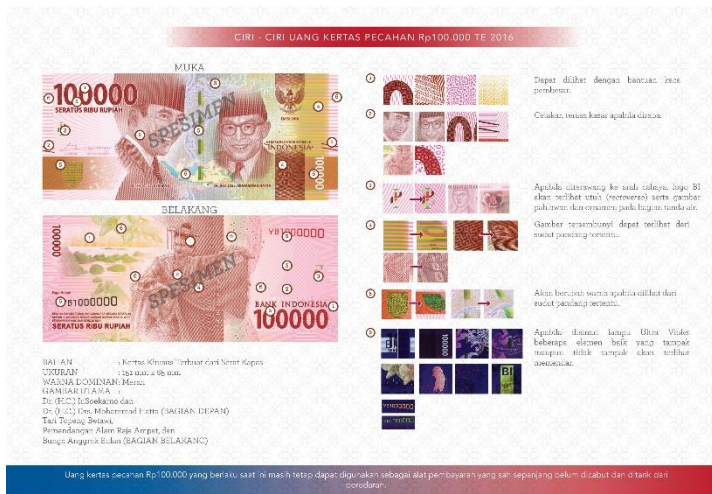 CIRI - CIRI UANG KERTAS PECAHAN Rp100.000 TE 2016
MUKA
100000
SERATUS RIBU RUPIAH
SPESIMEN
INDONESIA
100000
BELAKANG
100000
YB1000000
SPESIMEN
YB1000000
BANK INDONESIA
SERATUS RIBU RUPIAH
100000
BAHAN : Kertas Khusus Terbuat dari Serat Kapas
UKURAN : 151 mm x 65 mm
WARNA DOMINAN: Merah
GAMBAR UTAMA :
Dr. (H.C.) Ir.Soekarno dan
Dr. (H.C.) Drs. Mohammad Hatta (BAGIAN DEPAN)
Tari Topeng Betawi,
Pemandangan Alam Raja Ampat, dan
Bunga Anggrek Bulan (BAGIAN BELAKANG)
Dapat dilihat dengan bantuan kaca
pembesar.
Cetakan terasa kasar apabila diraba.
Apabila diterawang ke arah cahaya, logo BI
akan terlihat utuh (rectoverso) serta gambar
pahlawan dan ornamen pada bagian tanda air.
Gambar tersembunyi dapat terlihat dari
sudut pandang tertentu.
Akan berubah warna apabila dilihat dari
sudut pandang tertentu.
Apabila disinari lampu Ultra Violet
beberapa elemen baik yang tampak
maupun tidak tampak akan terlihat
memendar.
BI
Uang kertas pecahan Rp100.000 yang berlaku saat ini masih tetap dapat digunakan sebagai alat pembayaran yang sah sepanjang belum dicabut dan ditarik dari
peredaran.